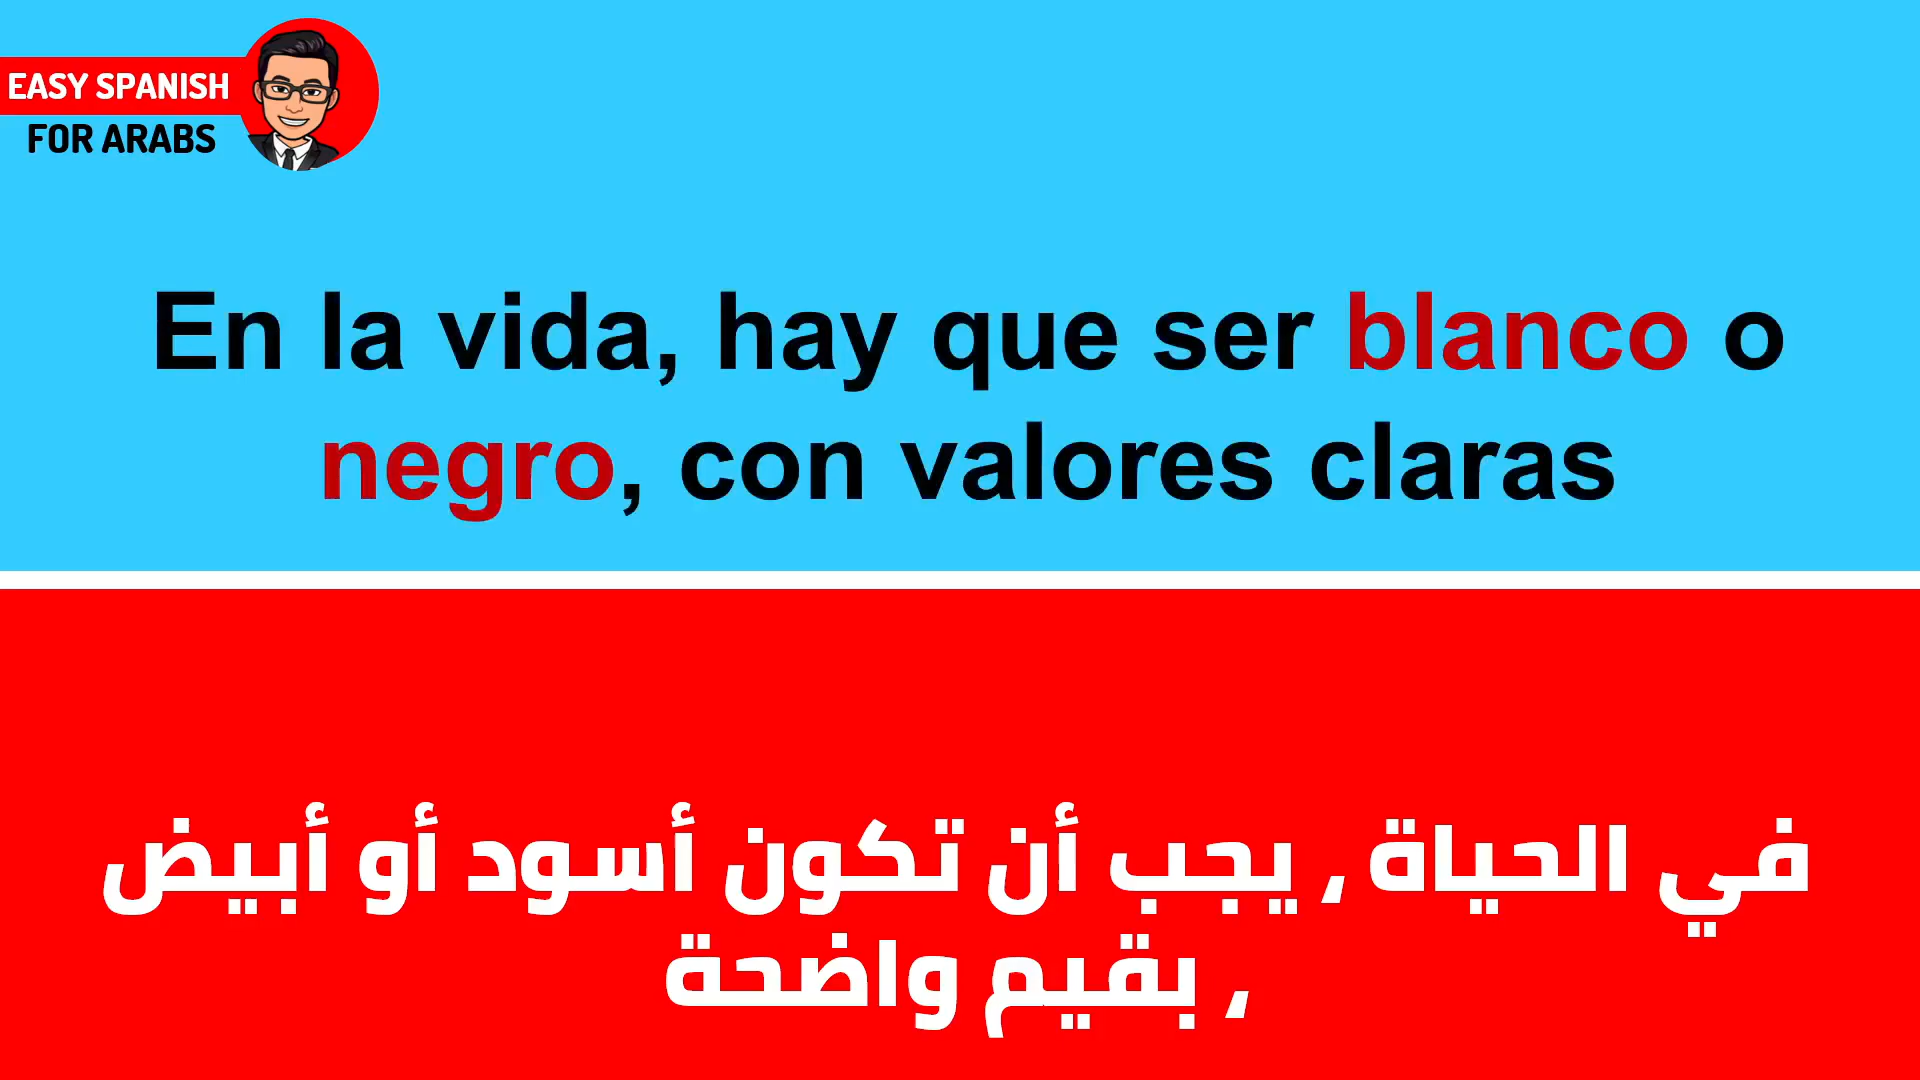 EASY SPANISH
FOR ARABS
En la vida, hay que ser blanco o
negro, con valores claras
في الحياة ، يجب أن تكون أسود أو أبيض
، بقيم واضحة